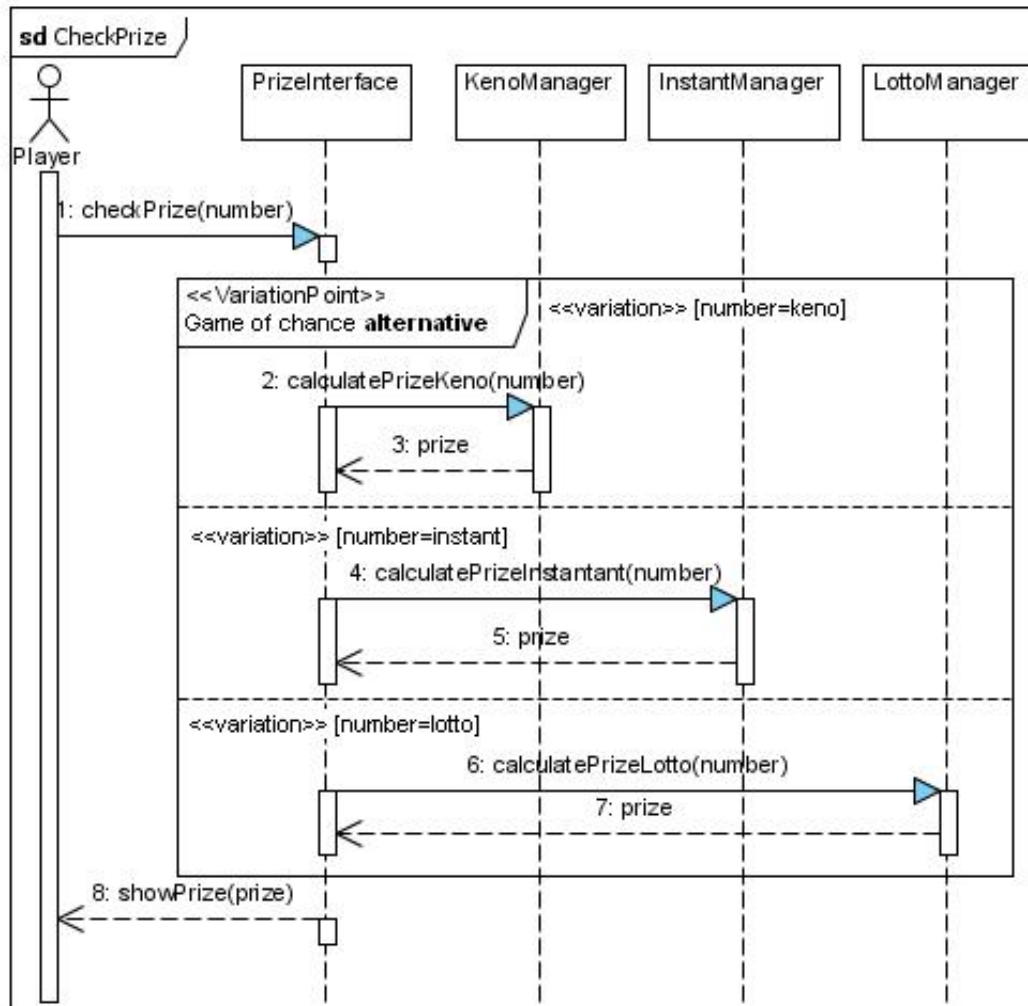 sd CheckPrize
Player
PrizeInterface
KenoManager
InstantManager
LottoManager
1: checkPrize(number)
<<VariationPoint>>
Game of chance alternative
<<variation>> [number=keno]
2: calculatePrizeKeno(number)
3: prize
<<variation>> [number=instant]
4: calculatePrizeInstantant(number)
5: prize
<<variation>> [number=lotto]
6: calculatePrizeLotto(number)
7: prize
8: showPrize(prize)